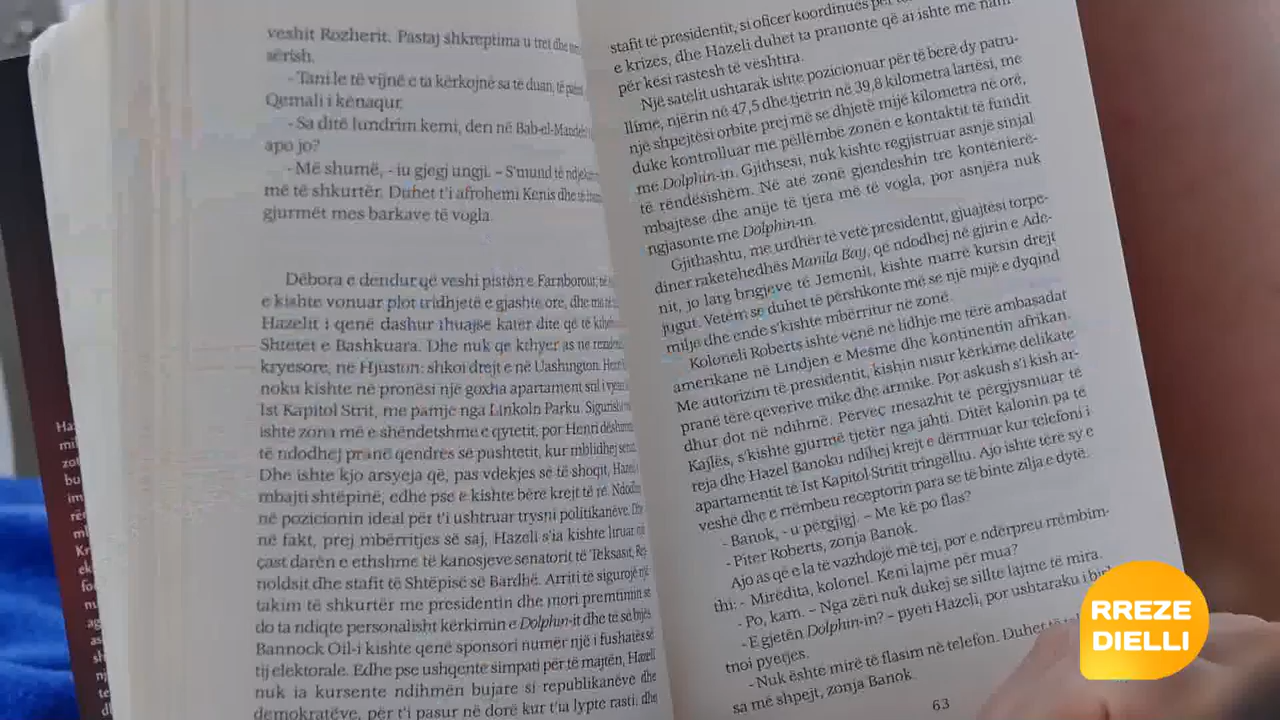 veshit Rozherit. Pastaj shkreptima u tret dhe
sërish.
- Tani le të vijnë e ta kërkojnë sa të duan,
Qemali i kënaqur.
- Sa ditë lundrim kemi, deri në Bab-el-Mandeb
apo jo?
- Më shumë, - iu gjegj ungji. – S'mund të
më të shkurtër. Duhet t'i afrohemi Kenis dhe
gjurmët mes barkave të vogla.
Dëbora e dendur që veshi pistën e
e kishte vonuar plot tridhjetë e gjashtë orë, dhe
Hazelit i qenë dashur thuajse katër ditë që të
Shtetet e Bashkuara. Dhe nuk qe kthyer as në
kryesore, në Hjuston: shkoi drejt e në Uashington.
noku kishte në pronësi një goxha apartament
Ist Kapitol Strit, me pamje nga Linkoln Parku.
ishte zona më e shëndetshme e qytetit, por Henri
të ndodhej pranë qendrës së pushtetit, kur mblidhej
Dhe ishte kjo arsyeja që, pas vdekjes së të shoqit,
mbajti shtëpinë, edhe pse e kishte bërë krejt të re.
në pozicionin ideal për t'i ushtruar trysni politikanëve.
në fakt, prej mbërritjes së saj, Hazeli s'ia kishte liruar
çast darën e ethshme të kanosjeve senatorit të Teksasit,
noldsit dhe stafit të Shtëpisë së Bardhë. Arriti të sigurojë një
takim të shkurtër me presidentin dhe mori premtimin se
do ta ndiqte personalisht kërkimin e Dolphin-it dhe të së bijës.
Bannock Oil-i kishte qenë sponsori numër një i fushatës së
tij elektorale. Edhe pse ushqente simpati për të majtën, Hazeli
nuk ia kursente ndihmën bujare si republikanëve dhe
demokratëve, për t'i pasur në dorë kur t'ia lypte rasti; dhe
stafit të presidentit, si oficer koordinues
e krizës, dhe Hazeli duhet ta pranonte që ai ishte me
për kësi rastesh të vështira.
Një satelit ushtarak ishte pozicionuar për të bërë dy patru-
llime, njërin në 47,5 dhe tjetrin në 39,8 kilometra lartësi, me
një shpejtësi orbite prej më se dhjetë mijë kilometra në orë,
duke kontrolluar me pëllëmbë zonën e kontaktit të fundit
me Dolphin-in. Gjithsesi, nuk kishte regjistruar asnjë sinjal
të rëndësishëm. Në atë zonë gjendeshin tre kontenierë-
mbajtëse dhe anije të tjera më të vogla, por asnjëra nuk
ngjasonte me Dolphin-in.
Gjithashtu, me urdhër të vetë presidentit, gjuajtësi torpe-
dinier raketëhedhës Manila Bay, që ndodhej në gjirin e Ade-
nit, jo larg brigjeve të Jemenit, kishte marrë kursin drejt
jugut. Vetëm se duhet të përshkonte më se një mijë e dyqind
milje dhe ende s'kishte mbërritur në zonë.
Koloneli Roberts ishte vënë në lidhje me tërë ambasadat
amerikane në Lindjen e Mesme dhe kontinentin afrikan.
Me autorizim të presidentit, kishin nisur kërkime delikate
pranë tërë qeverive mike dhe armike. Por askush s'i kish ar-
dhur dot në ndihmë. Përveç mesazhit të përgjysmuar të
Kajlës, s'kishte gjurmë tjetër nga jahti. Ditët kalonin pa të
reja dhe Hazel Banoku ndihej krejt e dërrmuar kur telefoni i
apartamentit të Ist Kapitol-Stritit tringëlloi. Ajo ishte tërë sy e
veshë dhe e rrëmbeu receptorin para se të binte zilja e dytë.
- Banok, - u përgjigj. – Me kë po flas?
- Piter Roberts, zonja Banok.
Ajo as që e la të vazhdojë më tej, por e ndërpreu rrëmbim-
thi: - Mirëdita, kolonel. Keni lajme për mua?
- Po, kam. – Nga zëri nuk dukej se sillte lajme të mira.
- E gjetën Dolphin-in? – pyeti Hazeli, por ushtaraku i
tnoi pyetjes.
- Nuk është mirë të flasim në telefon. Duhet
sa më shpejt, zonja Banok.
63
RREZE
DIELLI